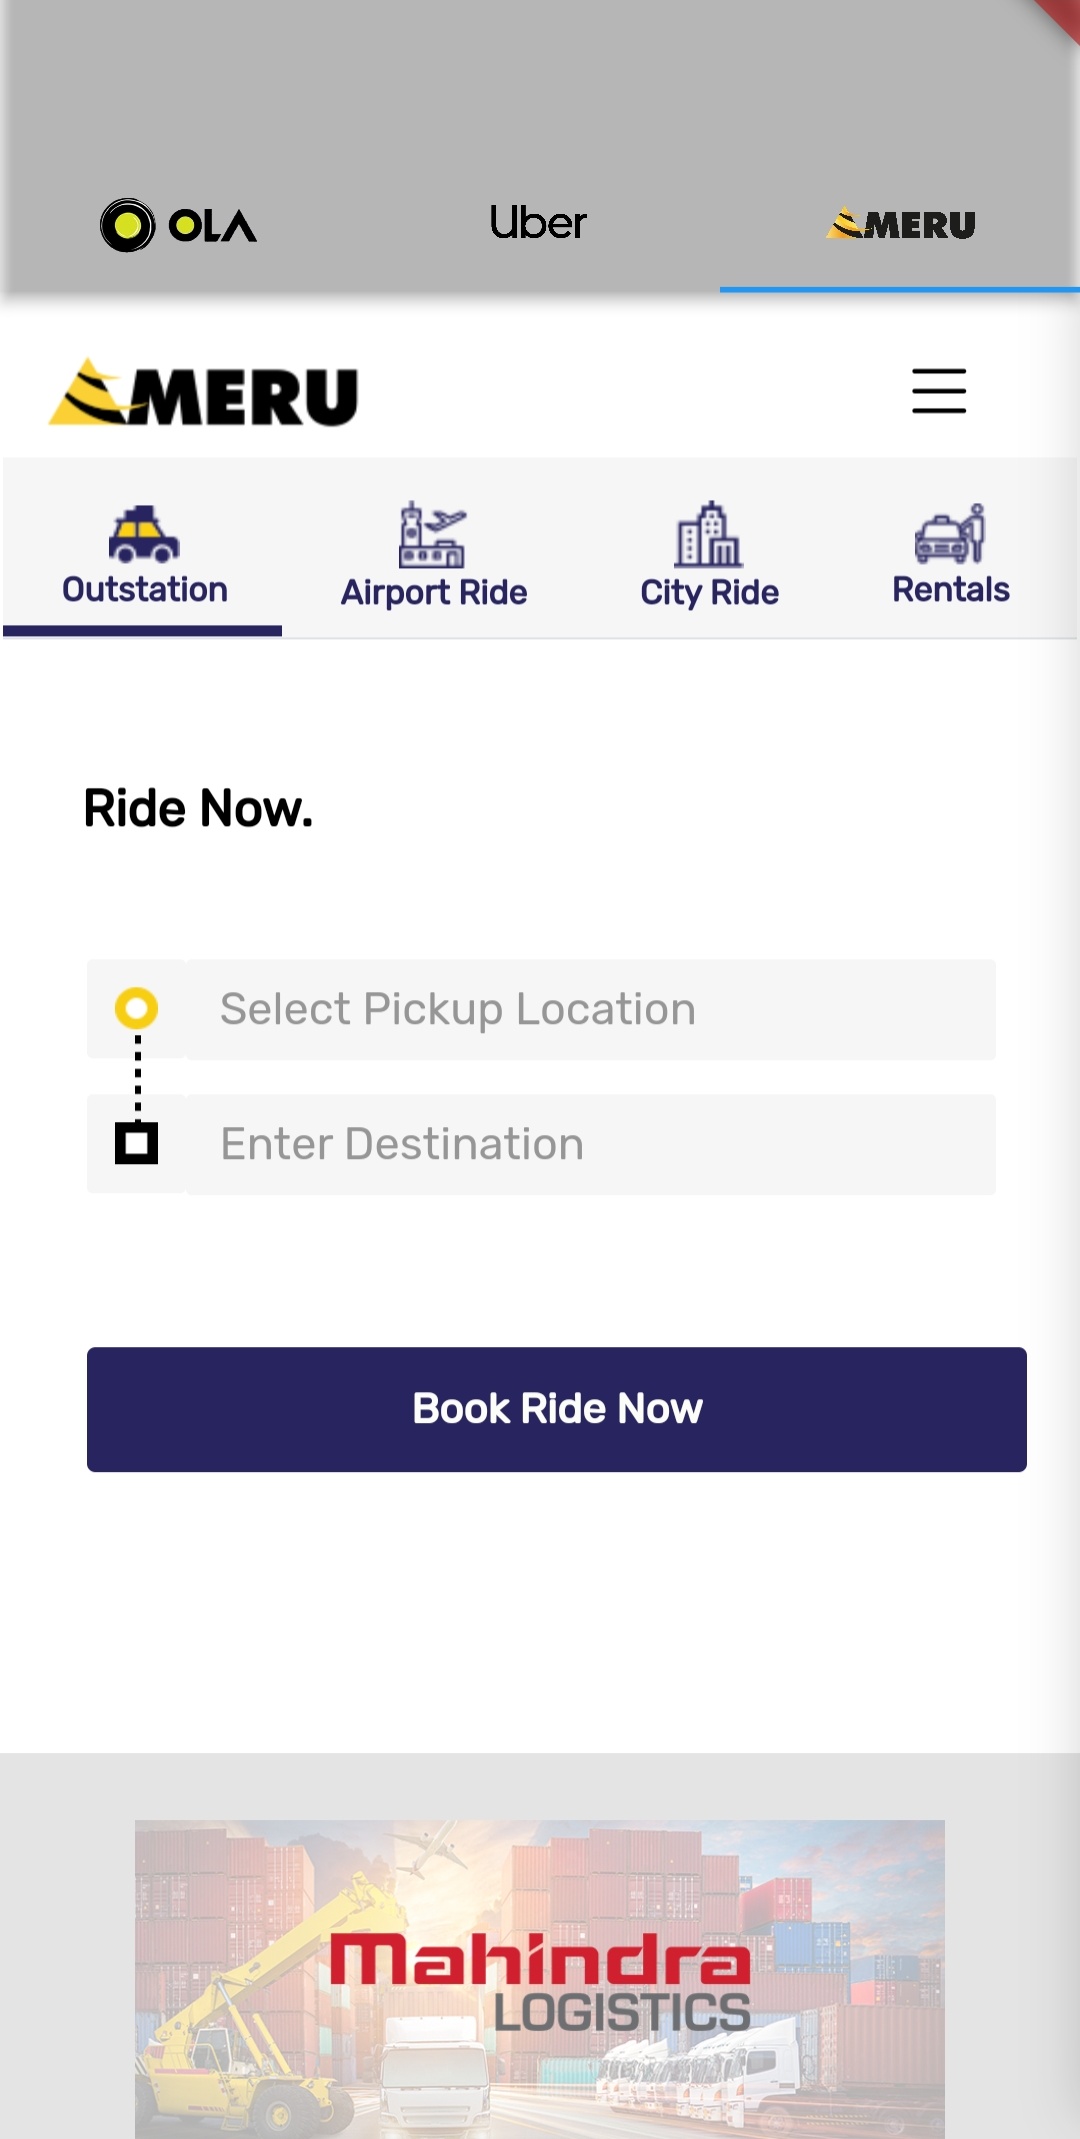 OLA
Uber
MERU
MERU
Outstation
Airport Ride
City Ride
Rentals
Ride Now.
Select Pickup Location
Enter Destination
Book Ride Now
Mahindra
LOGISTICS